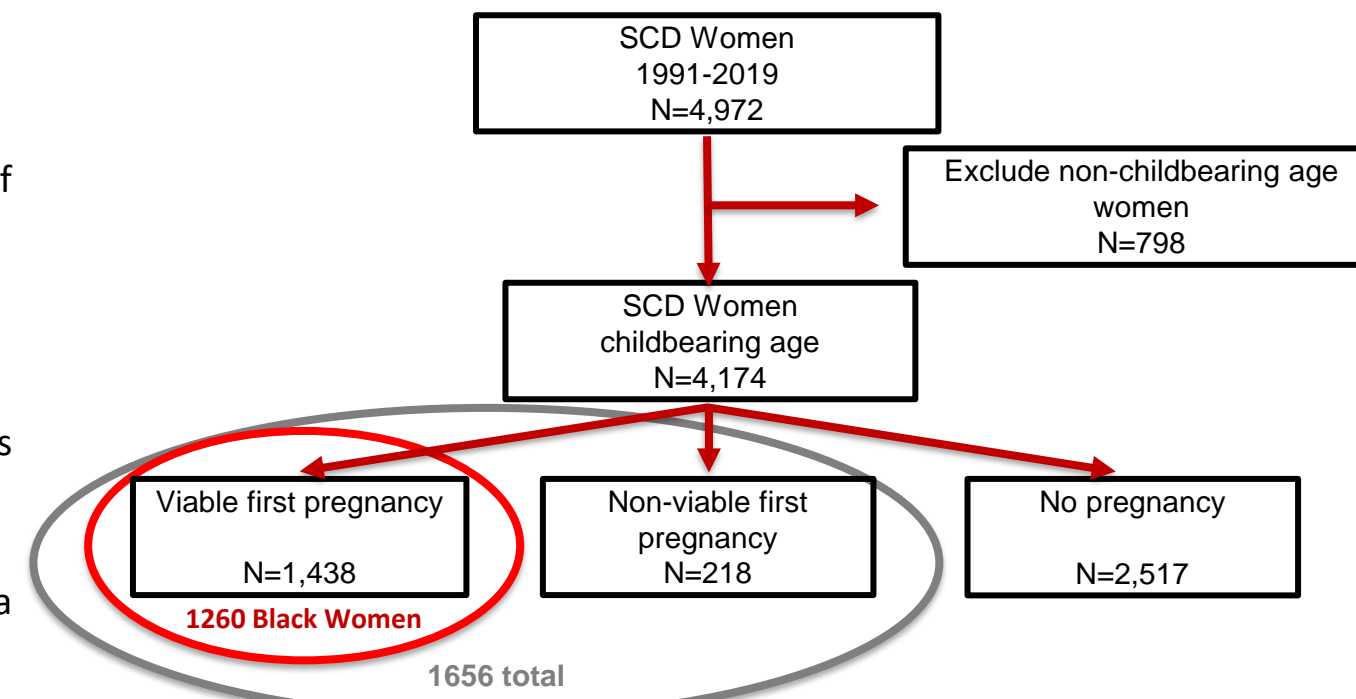 SCD Women
1991-2019
N=4,972
of
Exclude non-childbearing age
women
N=798
SCD Women
childbearing age
N=4,174
s
Viable first pregnancy
N=1,438
Non-viable first
pregnancy
N=218
No pregnancy
N=2,517
a
1260 Black Women
1656 total